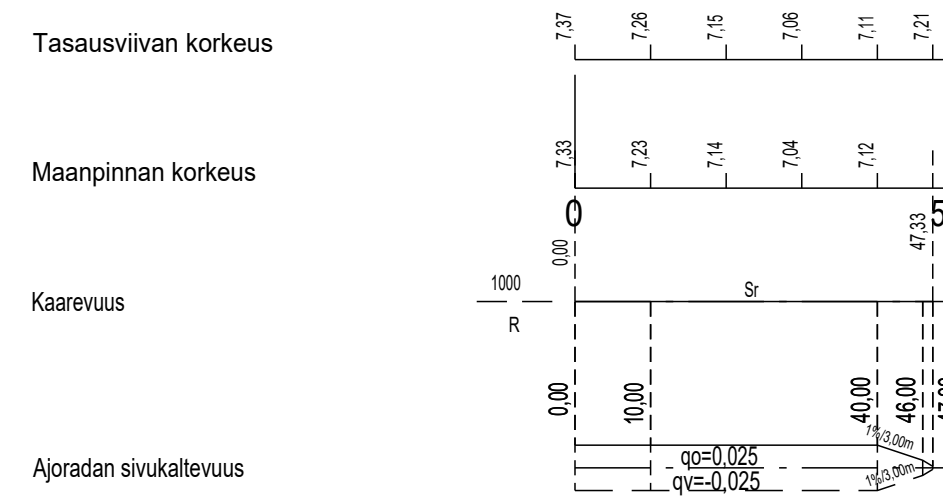 Tasausviivan korkeus
7,37 7,26 7,15 7,06 7,11 7,21
Maanpinnan korkeus
7,33 7,23 7,14 7,04 7,12
0 5
0,00 47,33
Kaarevuus
1000
R
Sr
0,00 10,00 40,00 46,00
Ajoradan sivukaltevuus
qo=0,025
qv=-0,025
1%/3,00m
1%/3,00m